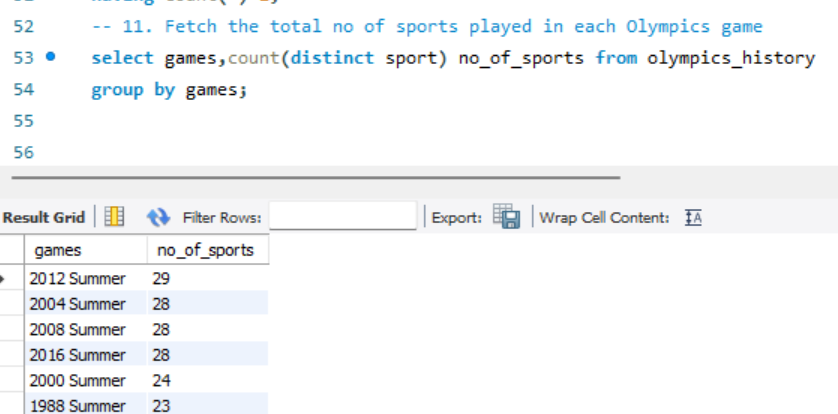 52 -- 11. Fetch the total no of sports played in each Olympics game
53 select games,count(distinct sport) no_of_sports from olympics_history
54 group by games;
55
56
Result Grid Filter Rows: Export: Wrap Cell Content:
games no_of_sports
2012 Summer 29
2004 Summer 28
2008 Summer 28
2016 Summer 28
2000 Summer 24
1988 Summer 23